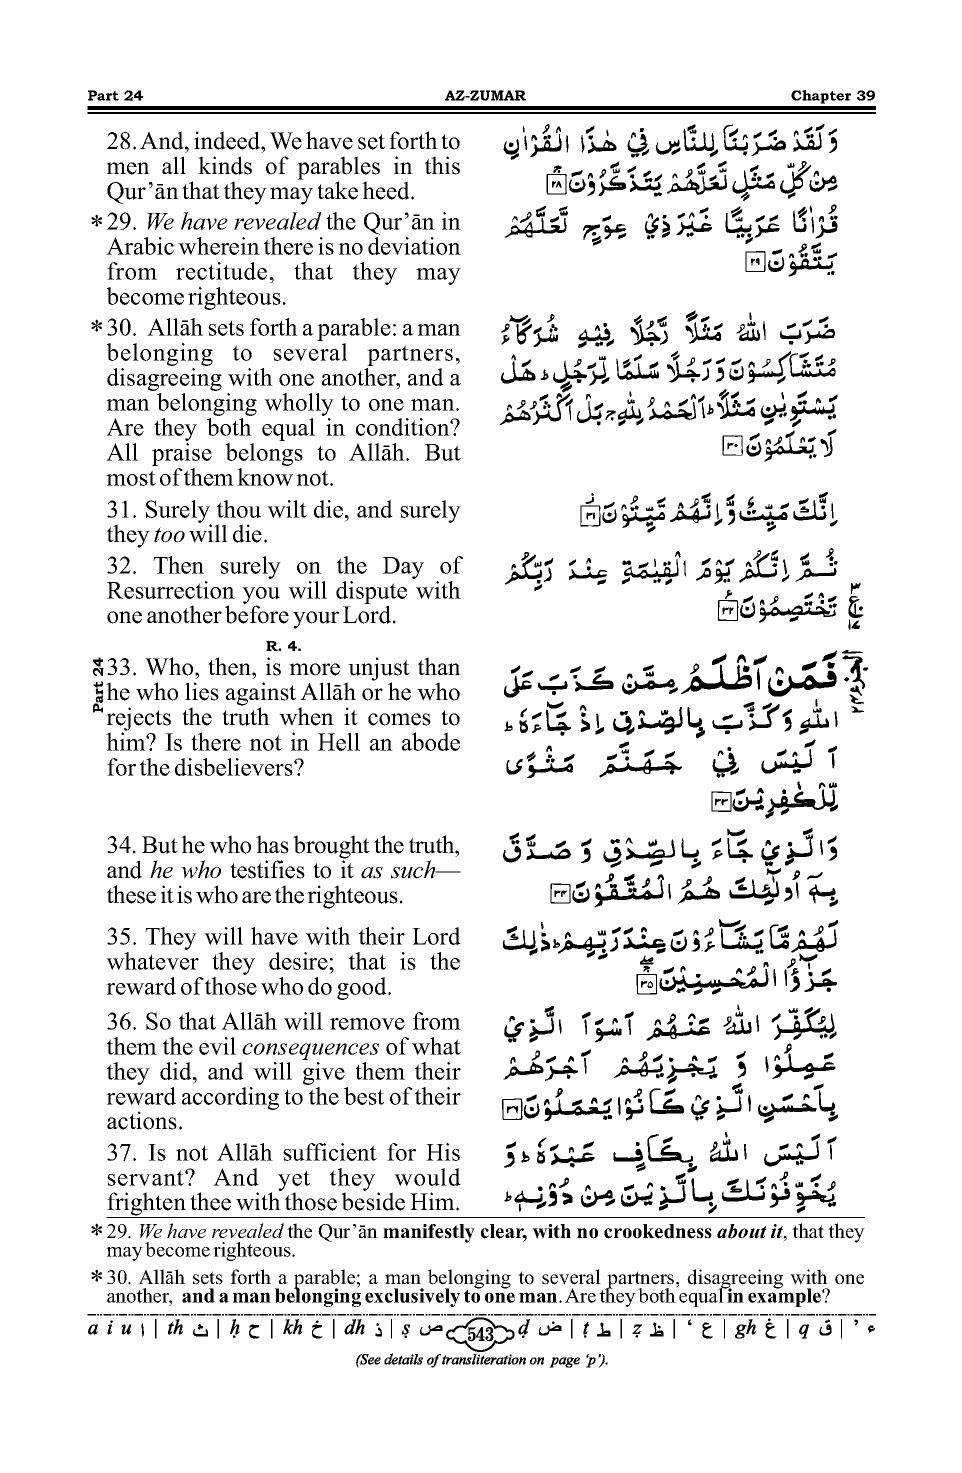 Part 24 AZ-ZUMAR Chapter 39
28. And, indeed, We have set forth to
men all kinds of parables in this
Qur’ān that they may take heed.
*29. We have revealed the Qur’ān in
Arabic wherein there is no deviation
from rectitude, that they may
become righteous.
*30. Allāh sets forth a parable: a man
belonging to several partners,
disagreeing with one another, and a
man belonging wholly to one man.
Are they both equal in condition?
All praise belongs to Allāh. But
most of them know not.
31. Surely thou wilt die, and surely
they too will die.
32. Then surely on the Day of
Resurrection you will dispute with
one another before your Lord.
R. 4.
Part 24
33. Who, then, is more unjust than
he who lies against Allāh or he who
rejects the truth when it comes to
him? Is there not in Hell an abode
for the disbelievers?
34. But he who has brought the truth,
and he who testifies to it as such—
these it is who are the righteous.
35. They will have with their Lord
whatever they desire; that is the
reward of those who do good.
36. So that Allāh will remove from
them the evil consequences of what
they did, and will give them their
reward according to the best of their
actions.
37. Is not Allāh sufficient for His
servant? And yet they would
frighten thee with those beside Him.
وَلَقَدْ ضَرَبْنَا لِلنَّاسِ فِيْ هٰذَا الْقُرْاٰنِ
مِنْ كُلِّ مَثَلٍ لَّعَلَّهُمْ يَتَذَكَّرُوْنَ ۚ ٢٨
قُرْاٰنًا عَرَبِيًّا غَيْرَ ذِيْ عِوَجٍ لَّعَلَّهُمْ
يَتَّقُوْنَ ٢٩
ضَرَبَ اللّٰهُ مَثَلًا رَّجُلًا فِيْهِ شُرَكَآءُ
مُتَشَاكِسُوْنَ وَ رَجُلًا سَلَمًا لِّرَجُلٍ ؕ هَلْ
يَسْتَوِيٰنِ مَثَلًا ؕ اَلْحَمْدُ لِلّٰهِ ۚ بَلْ اَكْثَرُهُمْ
لَا يَعْلَمُوْنَ ٣٠
اِنَّكَ مَيِّتٌ وَّ اِنَّهُمْ مَّيِّتُوْنَ ۫ ٣١
ثُمَّ اِنَّكُمْ يَوْمَ الْقِيٰمَةِ عِنْدَ رَبِّكُمْ
تَخْتَصِمُوْنَ ٣٢
فَمَنْ اَظْلَمُ مِمَّنْ كَذَبَ عَلَى
اللّٰهِ وَ كَذَّبَ بِالصِّدْقِ اِذْ جَآءَهٗ ؕ
اَ لَيْسَ فِيْ جَهَنَّمَ مَثْوًى
لِّلْكٰفِرِيْنَ ٣٣
وَ الَّذِيْ جَآءَ بِالصِّدْقِ وَ صَدَّقَ
بِهٖۤ اُولٰٓئِكَ هُمُ الْمُتَّقُوْنَ ٣٤
لَهُمْ مَّا يَشَآءُوْنَ عِنْدَ رَبِّهِمْ ؕ ذٰلِكَ
جَزٰٓؤُا الْمُحْسِنِيْنَ ۚ ٣٥
لِيُكَفِّرَ اللّٰهُ عَنْهُمْ اَسْوَاَ الَّذِيْ
عَمِلُوْا وَ يَجْزِيَهُمْ اَجْرَهُمْ
بِاَحْسَنِ الَّذِيْ كَانُوْا يَعْمَلُوْنَ ٣٦
اَ لَيْسَ اللّٰهُ بِكَافٍ عَبْدَهٗ ؕ وَ
يُخَوِّفُوْنَكَ بِالَّذِيْنَ مِنْ دُوْنِهٖ ؕ
*29. We have revealed the Qur’ān manifestly clear, with no crookedness about it, that they
may become righteous.
*30. Allāh sets forth a parable; a man belonging to several partners, disagreeing with one
another, and a man belonging exclusively to one man. Are they both equal in example?
a i u ا | th ث | ḥ ح | kh خ | dh ذ | ṣ ص 543 ḍ ض | ṭ ط | ẓ ظ | ‘ ع | gh غ | q ق | ’ ء
(See details of transliteration on page ‘p’).